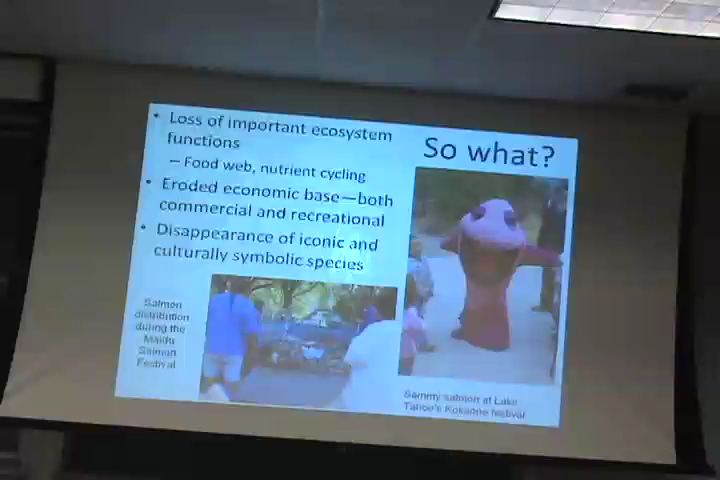 So what?
• Loss of important ecosystem
functions
– Food web, nutrient cycling
• Eroded economic base—both
commercial and recreational
• Disappearance of iconic and
culturally symbolic species
Salmon
distribution
during the
Maidu
Salmon
Festival
Sammy salmon at Lake
Tahoe's Kokanee festival